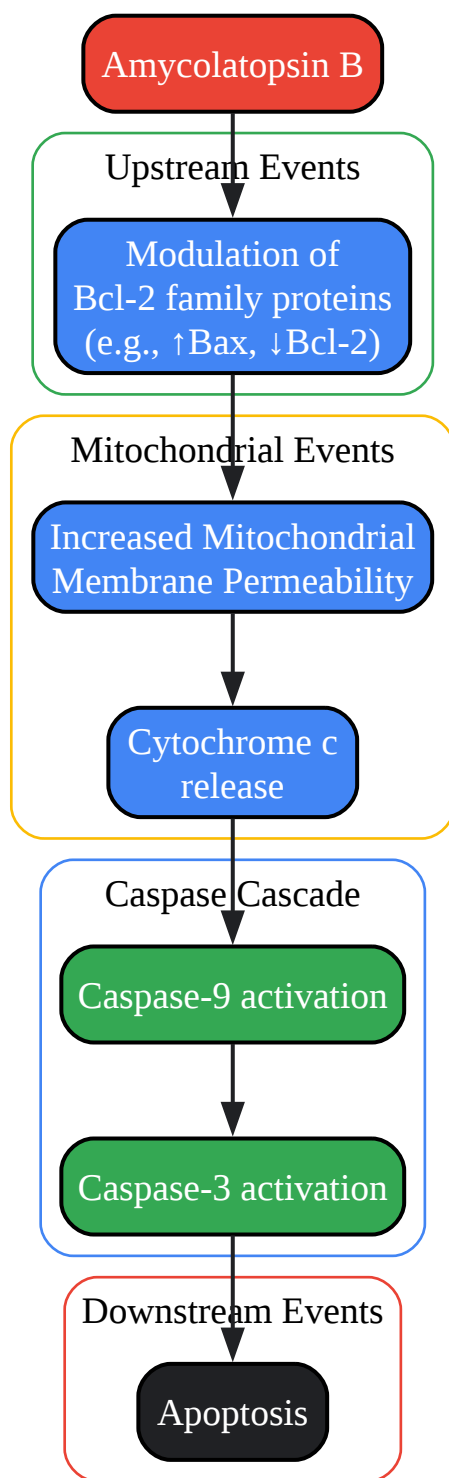 Amycolatopsin B
Upstream Events
Modulation of
Bcl-2 family proteins
(e.g., ↑Bax, ↓Bcl-2)
Mitochondrial Events
Increased Mitochondrial
Membrane Permeability
Cytochrome c
release
Caspase Cascade
Caspase-9 activation
Caspase-3 activation
Downstream Events
Apoptosis